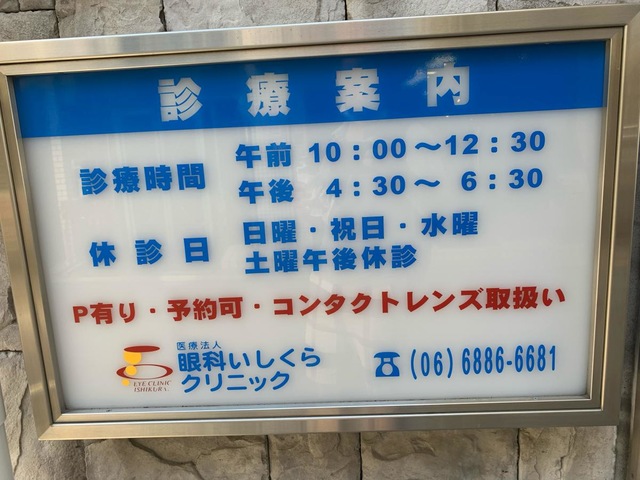 診療案内
診療時間 午前 10:00～12:30
午後 4:30～ 6:30
休診日 日曜・祝日・水曜
土曜午後休診
P有り・予約可・コンタクトレンズ取扱い
医療法人
眼科いしくら
クリニック
EYE CLINIC
ISHIKURA
☎ (06) 6886-6681